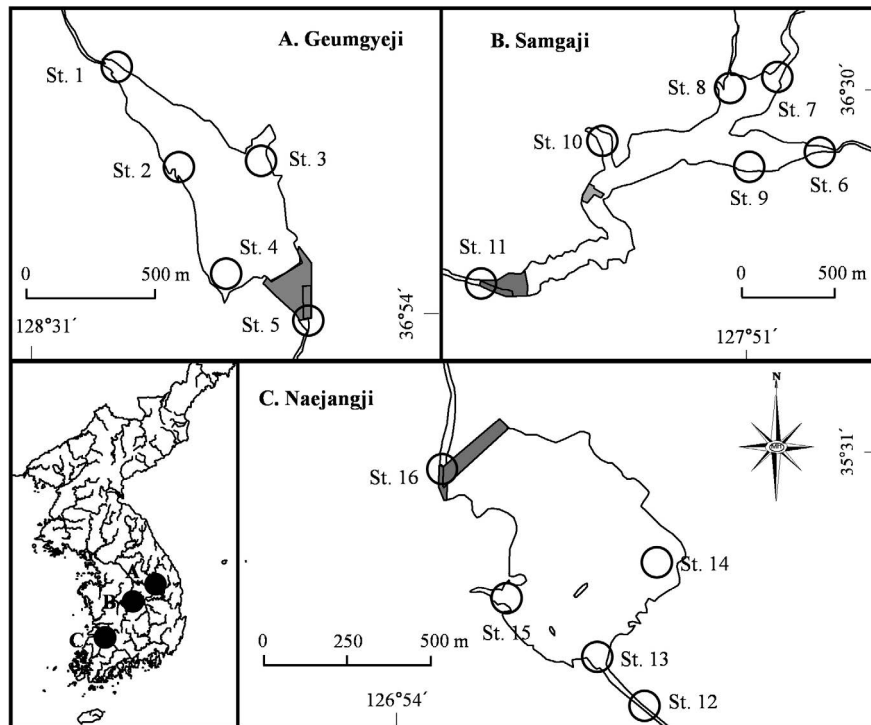 A. Geumgyeji
St. 1
St. 2
St. 3
St. 4
0 500 m
St. 5
36°54´
128°31´
B. Samgaji
St. 8
St. 7
36°30´
St. 10
St. 9
St. 6
St. 11
0 500 m
127°51´
A
B
C
C. Naejangji
N
St. 16
35°31´
St. 14
St. 15
0 250 500 m
St. 13
126°54´
St. 12